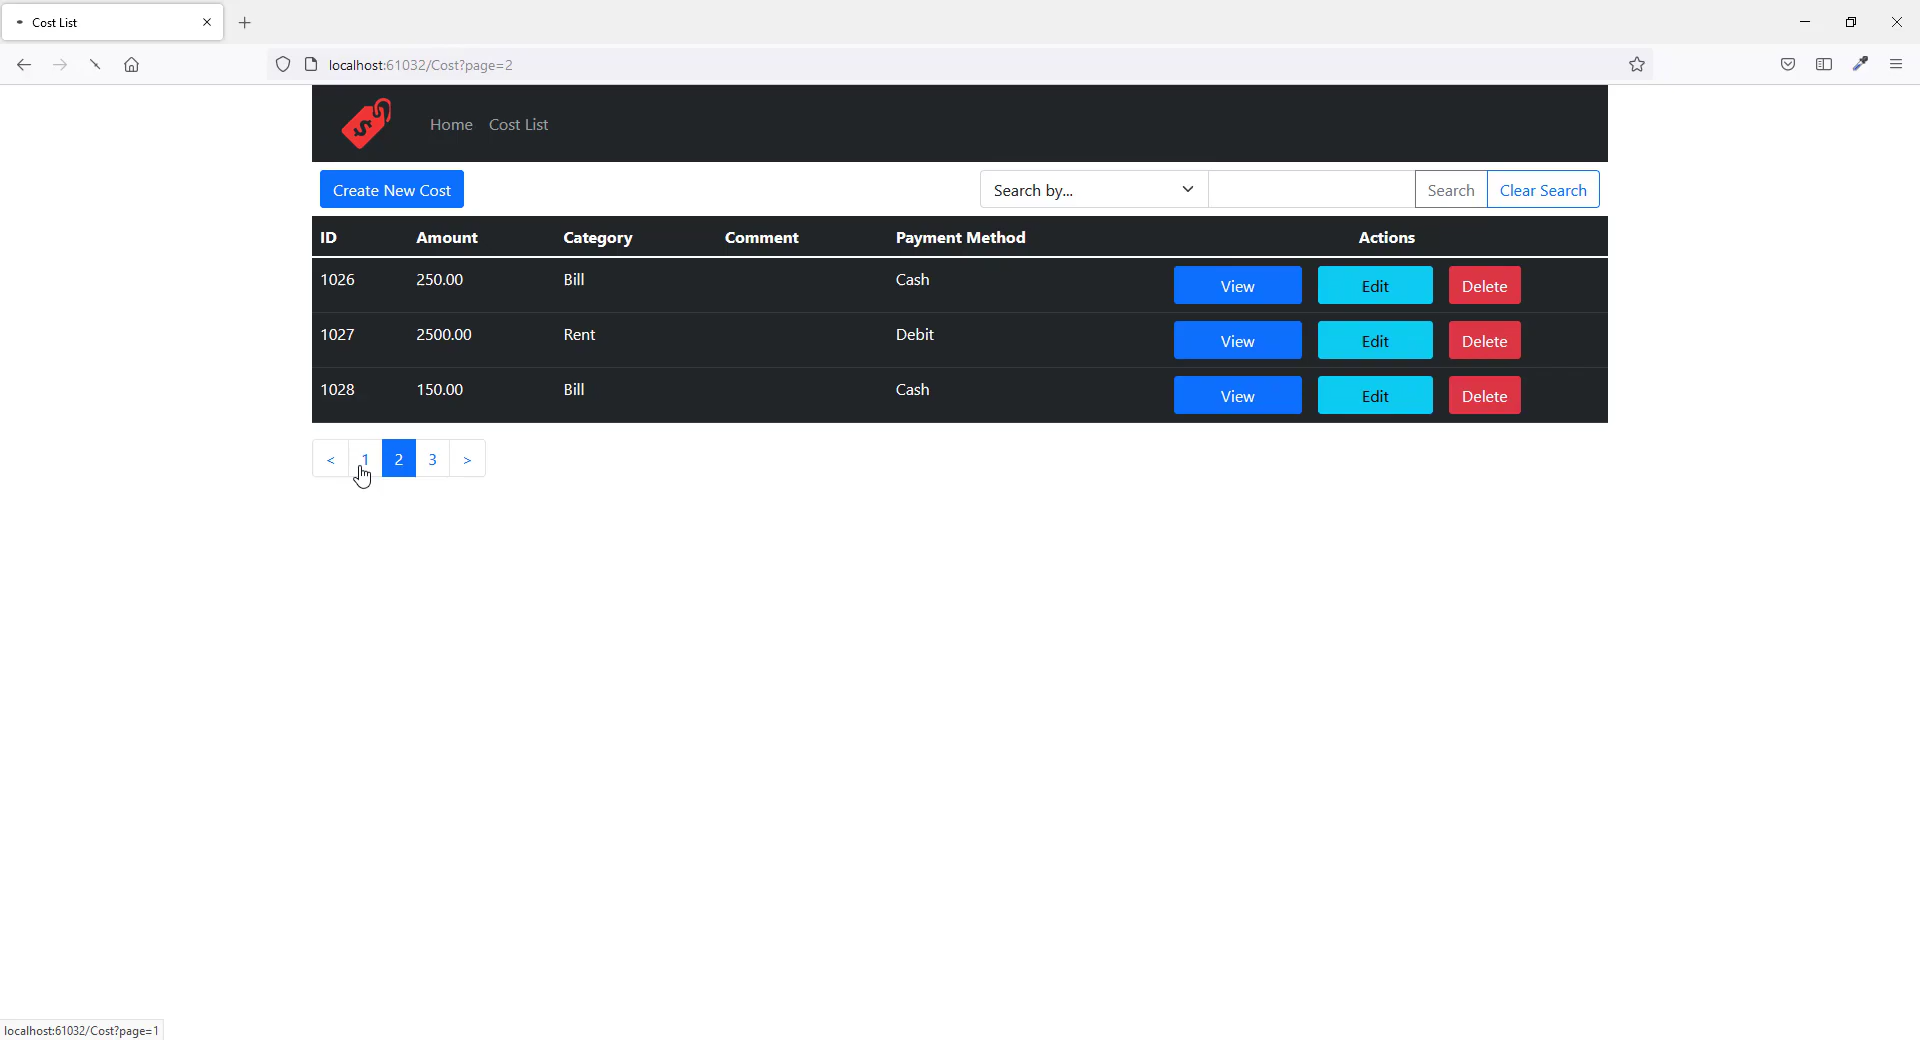 Cost List
localhost:61032/Cost?page=2
$
Home Cost List
Create New Cost Search by... Search Clear Search
ID Amount Category Comment Payment Method Actions
1026 250.00 Bill Cash View Edit Delete
1027 2500.00 Rent Debit View Edit Delete
1028 150.00 Bill Cash View Edit Delete
< 1 2 3 >
localhost:61032/Cost?page=1